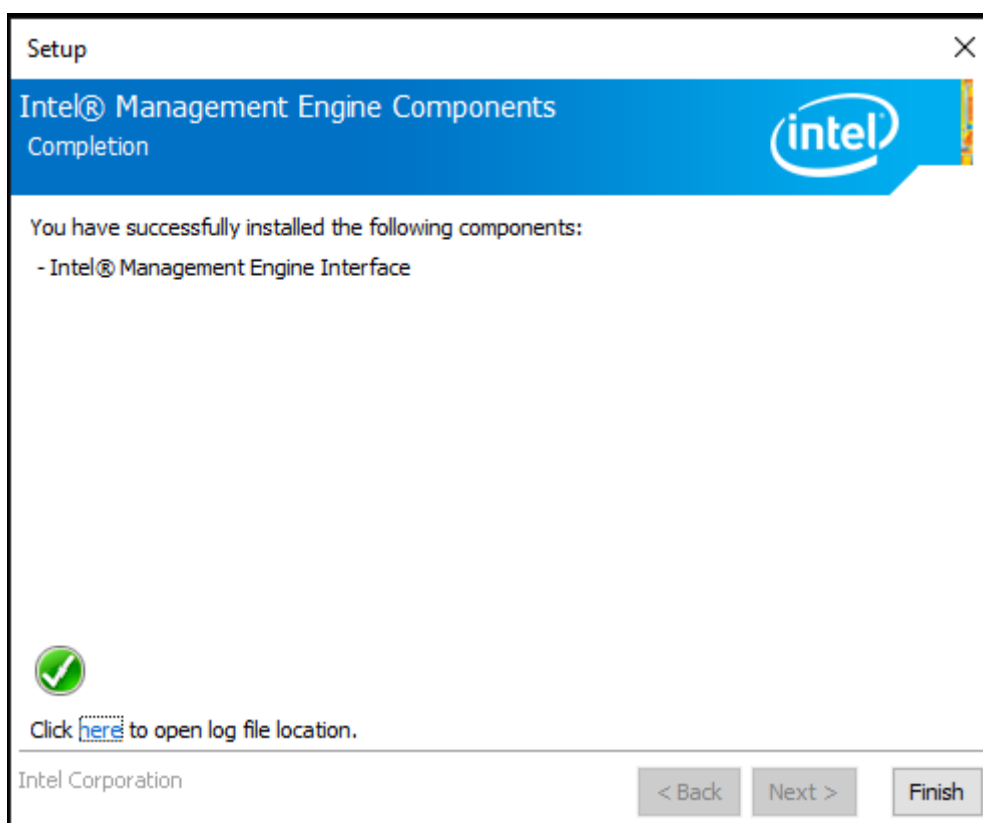 Setup
Intel® Management Engine Components
Completion
intel
You have successfully installed the following components:
- Intel® Management Engine Interface
Click here to open log file location.
Intel Corporation
< Back
Next >
Finish